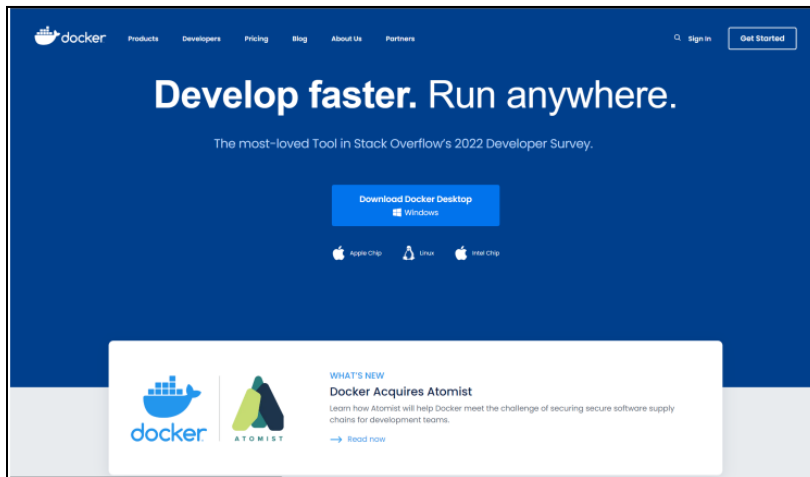 docker Products Developers Pricing Blog About Us Partners Sign In Get Started
Develop faster. Run anywhere.
The most-loved Tool in Stack Overflow's 2022 Developer Survey.
Download Docker Desktop
Windows
Apple Chip Linux Intel Chip
WHAT'S NEW
Docker Acquires Atomist
Learn how Atomist will help Docker meet the challenge of securing secure software supply
chains for development teams.
Read now
docker
ATOMIST